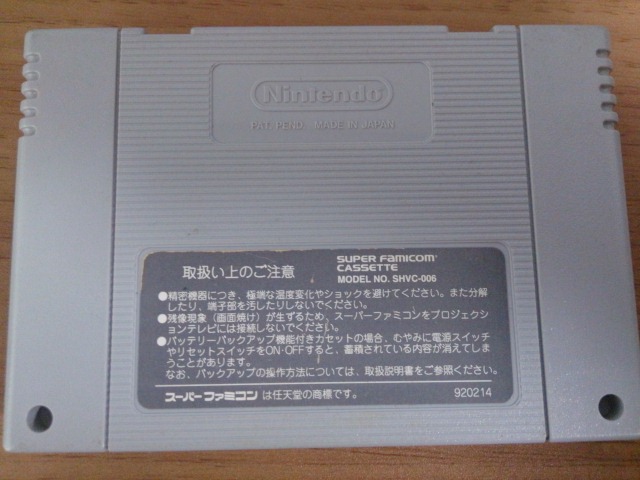 Nintendo
PAT. PEND. MADE IN JAPAN
取扱い上のご注意
SUPER FAMICOM
CASSETTE
MODEL NO. SHVC-006
●精密機器につき、極端な温度変化やショックを避けてください。また分解
したり、端子部を汚したりしないでください。
●残像現象（画面焼け）が生ずるため、スーパーファミコンをプロジェクシ
ョンテレビには接続しないでください。
●バッテリーバックアップ機能付きカセットの場合、むやみに電源スイッチ
やリセットスイッチをON・OFFすると、蓄積されている内容が消えてしま
うことがあります。
なお、バックアップの操作方法については、取扱説明書をご参照ください。
スーパーファミコンは任天堂の商標です。
920214